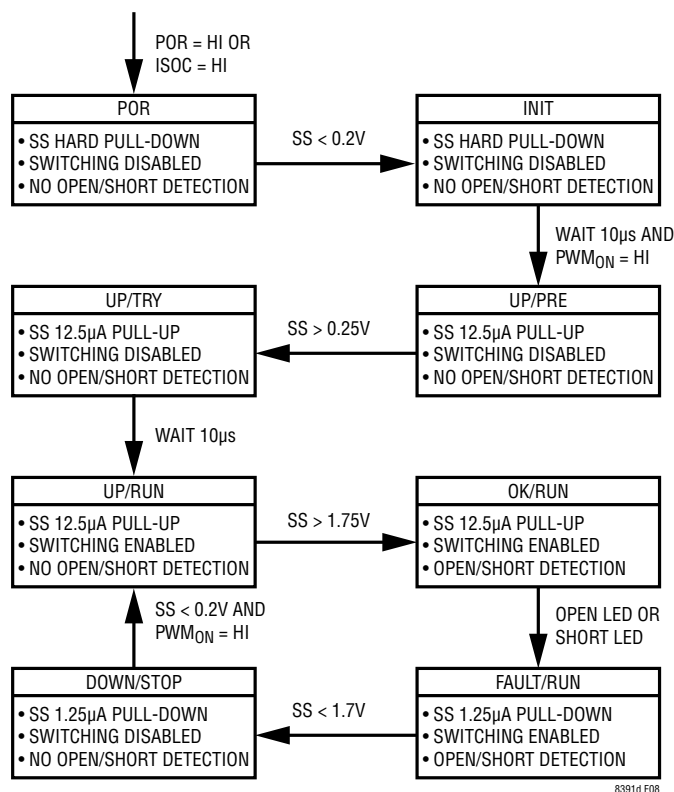 POR = HI OR
ISOC = HI
POR
• SS HARD PULL-DOWN
• SWITCHING DISABLED
• NO OPEN/SHORT DETECTION
SS < 0.2V
INIT
• SS HARD PULL-DOWN
• SWITCHING DISABLED
• NO OPEN/SHORT DETECTION
WAIT 10µs AND
PWMON = HI
UP/PRE
• SS 12.5µA PULL-UP
• SWITCHING DISABLED
• NO OPEN/SHORT DETECTION
SS > 0.25V
UP/TRY
• SS 12.5µA PULL-UP
• SWITCHING DISABLED
• NO OPEN/SHORT DETECTION
WAIT 10µs
UP/RUN
• SS 12.5µA PULL-UP
• SWITCHING ENABLED
• NO OPEN/SHORT DETECTION
SS > 1.75V
OK/RUN
• SS 12.5µA PULL-UP
• SWITCHING ENABLED
• OPEN/SHORT DETECTION
OPEN LED OR
SHORT LED
FAULT/RUN
• SS 1.25µA PULL-DOWN
• SWITCHING ENABLED
• OPEN/SHORT DETECTION
SS < 1.7V
DOWN/STOP
• SS 1.25µA PULL-DOWN
• SWITCHING DISABLED
• NO OPEN/SHORT DETECTION
SS < 0.2V AND
PWMON = HI
8391d F08